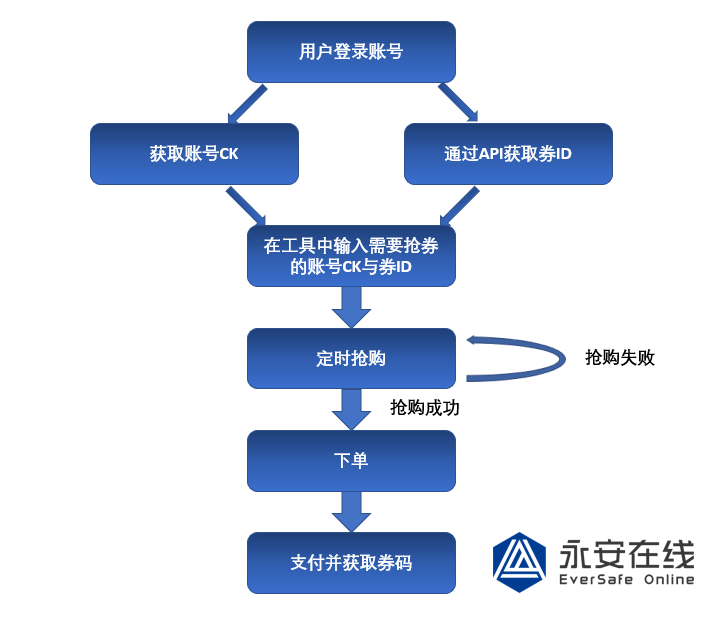 用户登录账号
获取账号CK
通过API获取券ID
在工具中输入需要抢券
的账号CK与券ID
定时抢购
抢购失败
抢购成功
下单
支付并获取券码
永安在线
EverSafe Online